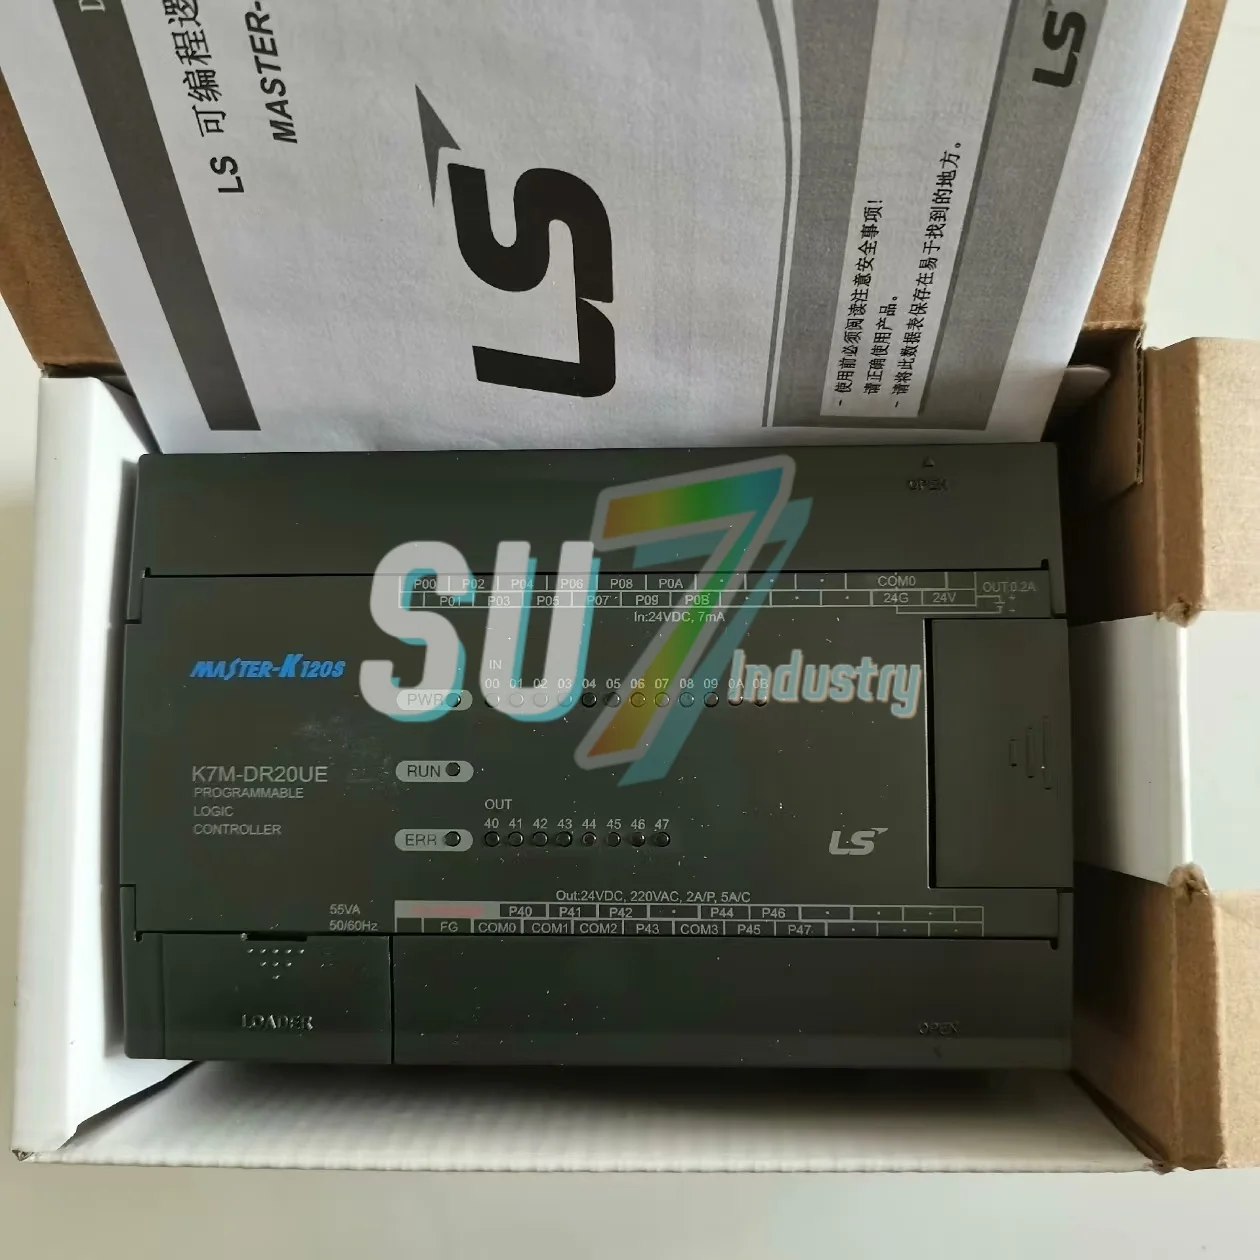 LS 可编程逻
MASTER-
LS
LS
- 使用前必须阅读注意安全事项!
请正确使用产品。
- 请将此数据表保存在易于找到的地方。
OPEN
P00 P02 P04 P06 P08 P0A COM0
P01 P03 P05 P07 P09 P0B 24G 24V
OUT 0.2A
In:24VDC, 7mA
SU7 Industry
MASTER-K120S
IN
00 01 02 03 04 05 06 07 08 09 0A 0B
PWR
K7M-DR20UE
PROGRAMMABLE
LOGIC
CONTROLLER
RUN
OUT
40 41 42 43 44 45 46 47
ERR
LS
Out:24VDC, 220VAC, 2A/P, 5A/C
55VA
50/60Hz
P40 P41 P42 P44 P46
FG COM0 COM1 COM2 P43 COM3 P45 P47
LOADER
OPEN